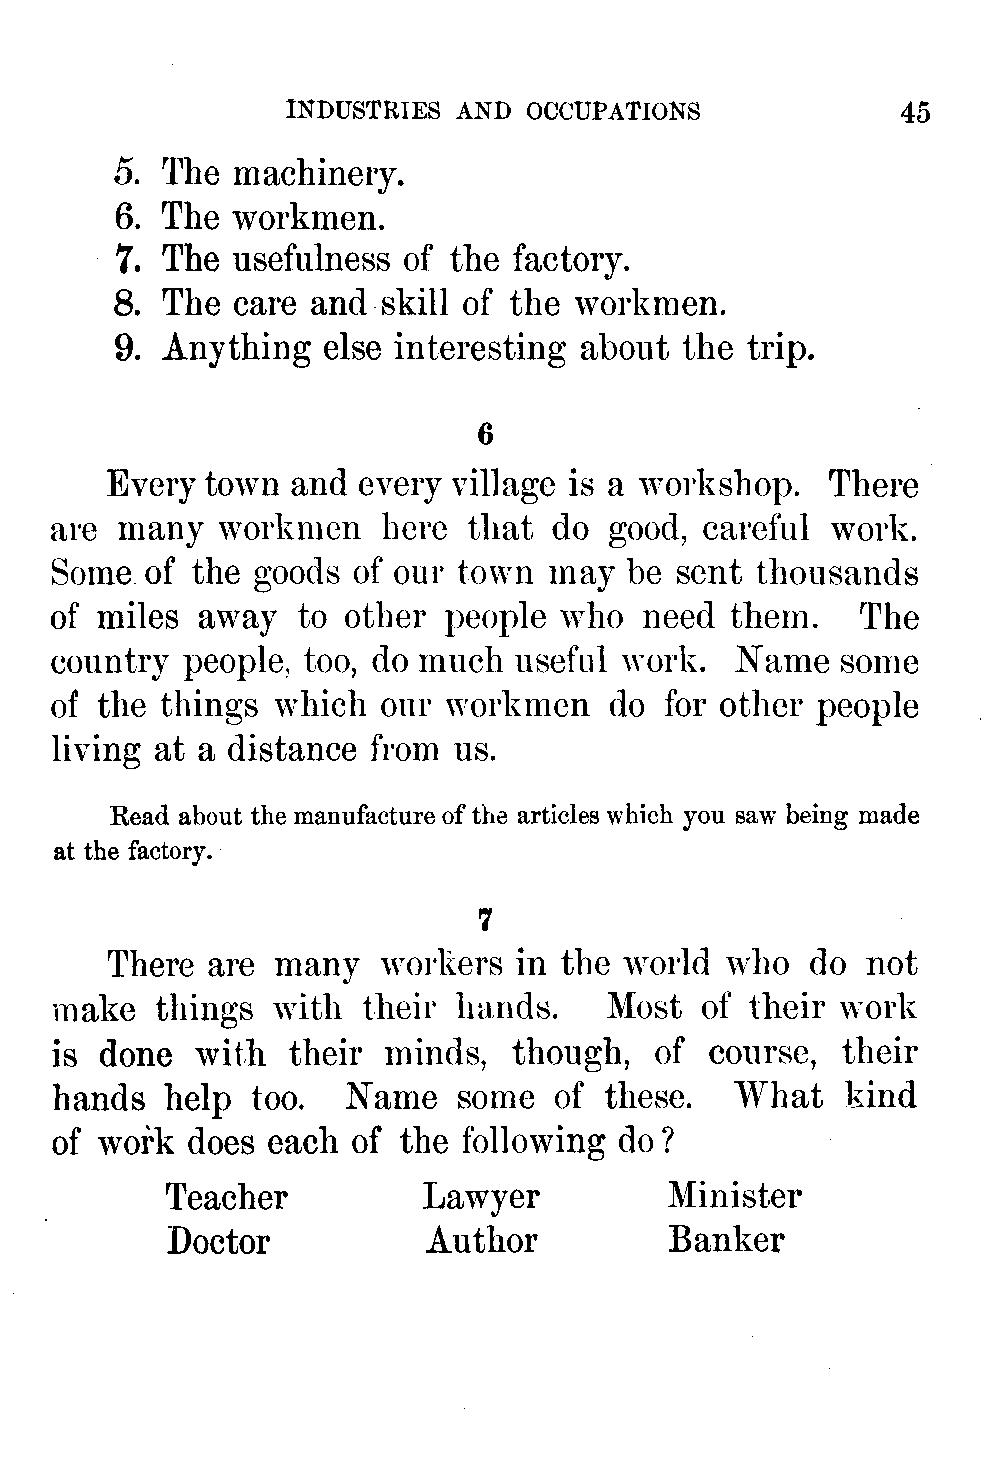 INDUSTRIES AND OCCUPATIONS 45
5. The machinery.
6. The workmen.
7. The usefulness of the factory.
8. The care and skill of the workmen.
9. Anything else interesting about the trip.
6
Every town and every village is a workshop. There
are many workmen here that do good, careful work.
Some of the goods of our town may be sent thousands
of miles away to other people who need them. The
country people, too, do much useful work. Name some
of the things which our workmen do for other people
living at a distance from us.
Read about the manufacture of the articles which you saw being made
at the factory.
7
There are many workers in the world who do not
make things with their hands. Most of their work
is done with their minds, though, of course, their
hands help too. Name some of these. What kind
of work does each of the following do?
Teacher Lawyer Minister
Doctor Author Banker